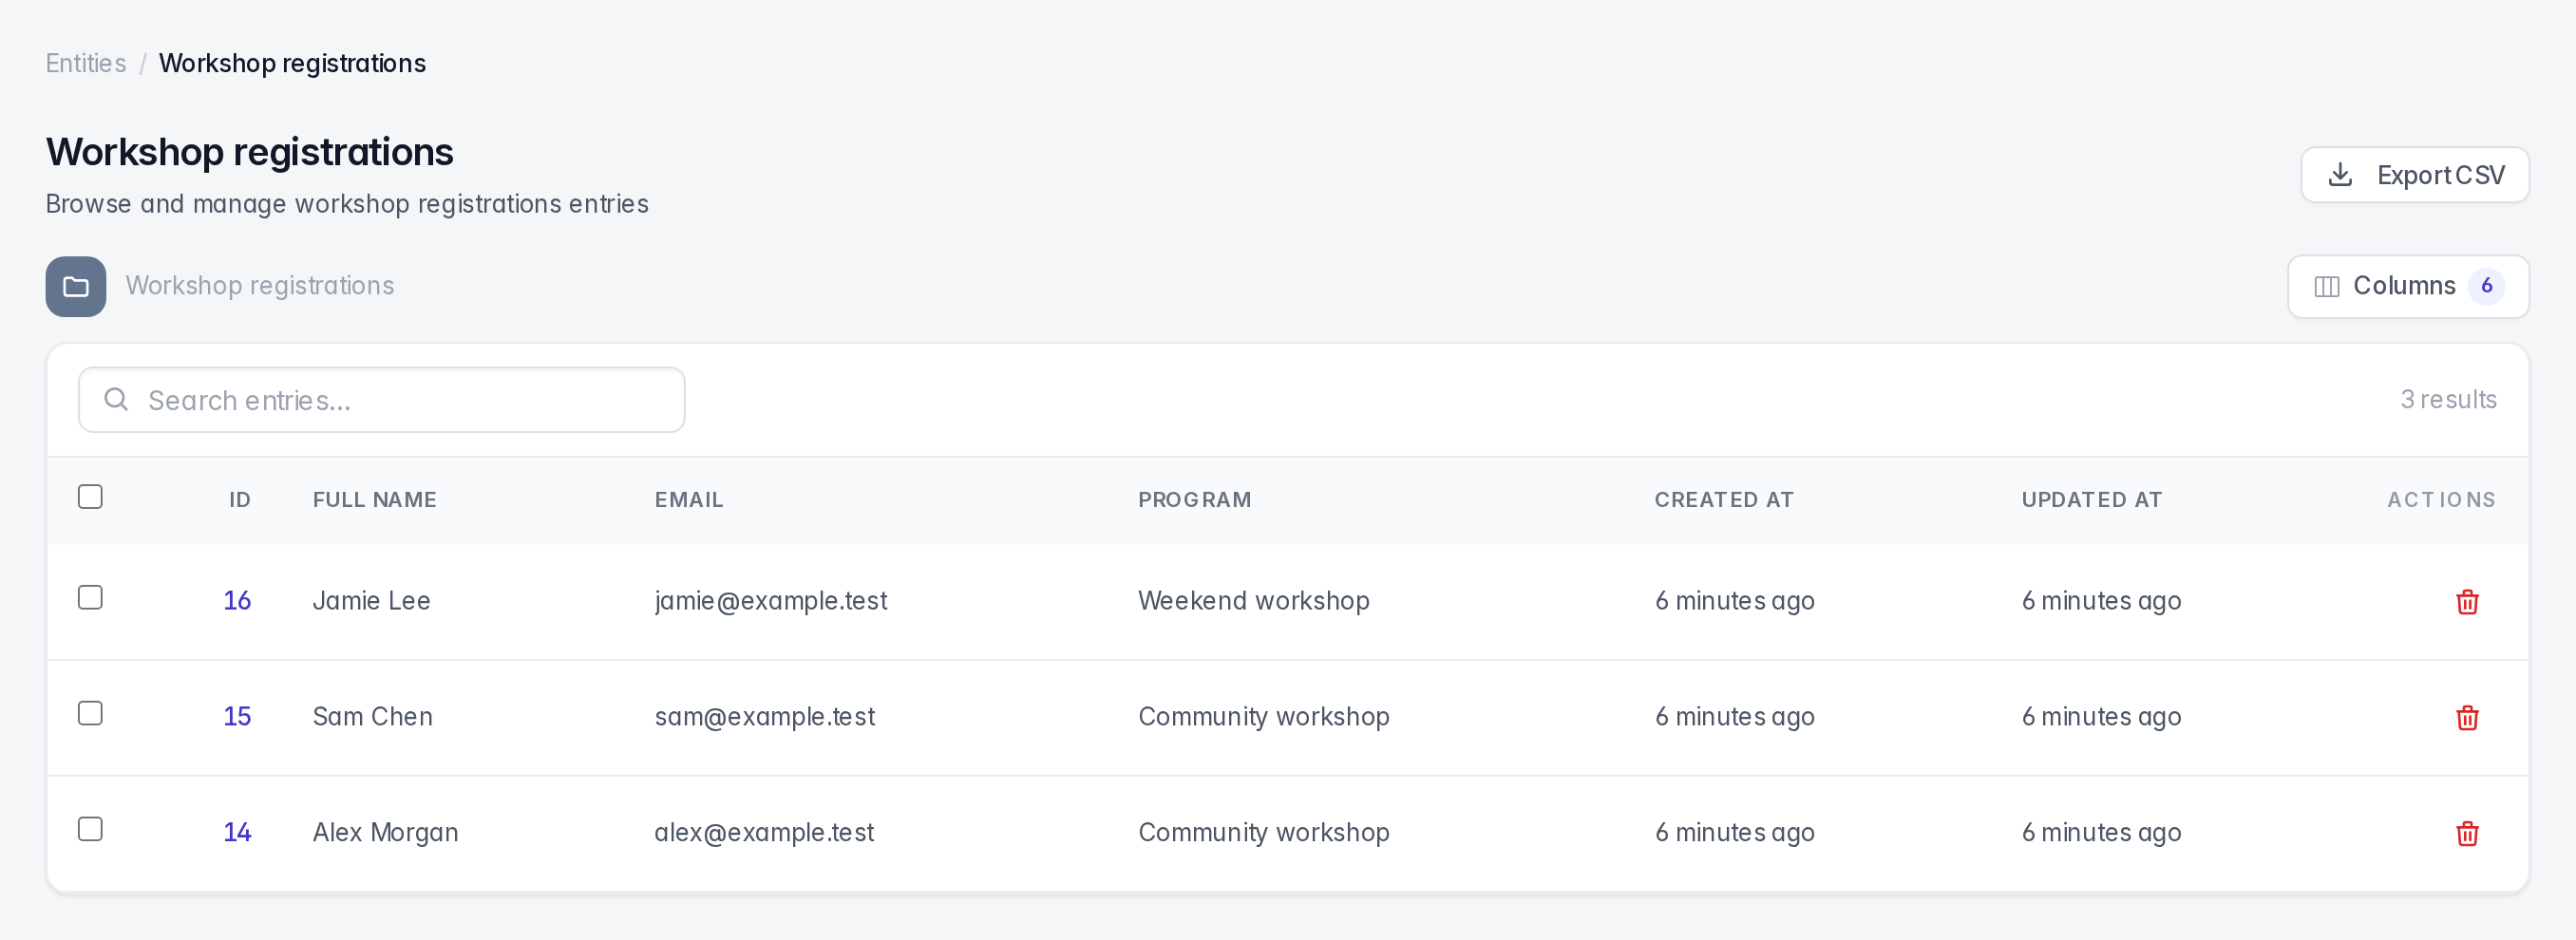 Entities / Workshop registrations
Workshop registrations
Browse and manage workshop registrations entries
Export CSV
Workshop registrations
Columns 6
Search entries...
3 results
ID FULL NAME EMAIL PROGRAM CREATED AT UPDATED AT ACTIONS
16 Jamie Lee jamie@example.test Weekend workshop 6 minutes ago 6 minutes ago
15 Sam Chen sam@example.test Community workshop 6 minutes ago 6 minutes ago
14 Alex Morgan alex@example.test Community workshop 6 minutes ago 6 minutes ago